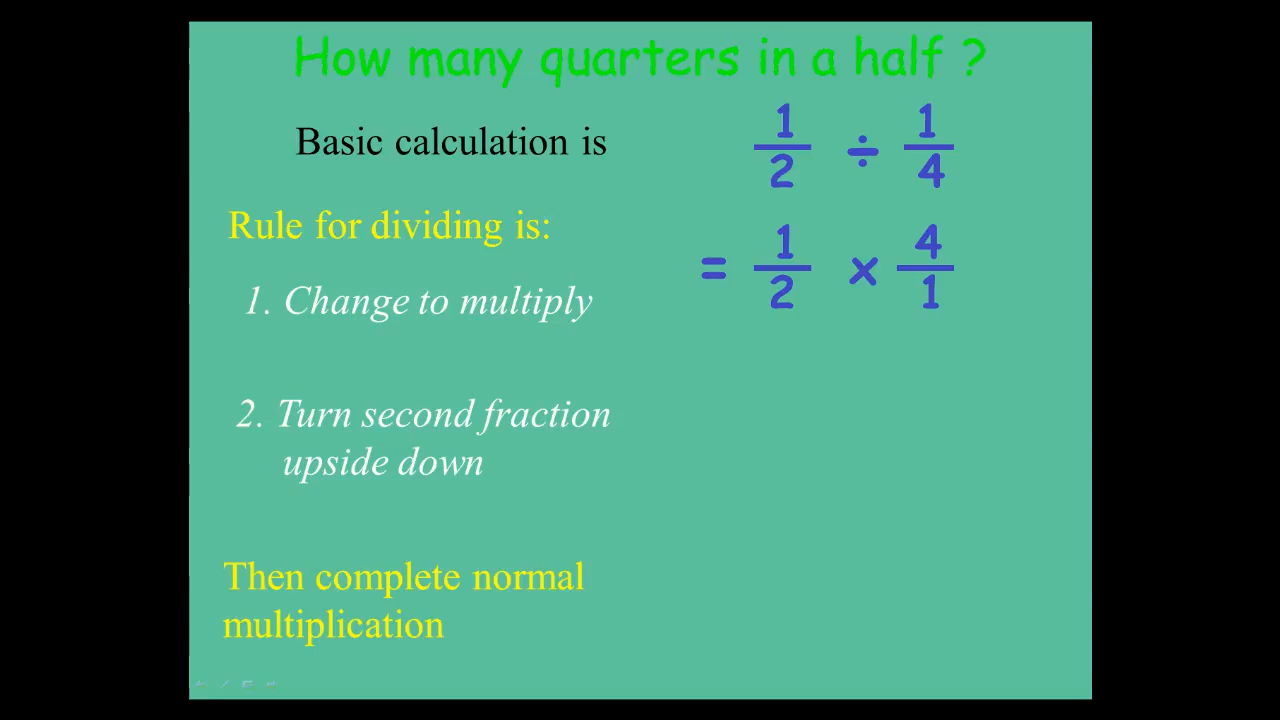 How many quarters in a half ?
Basic calculation is
1/2 ÷ 1/4
Rule for dividing is:
= 1/2 × 4/1
1. Change to multiply
2. Turn second fraction
upside down
Then complete normal
multiplication